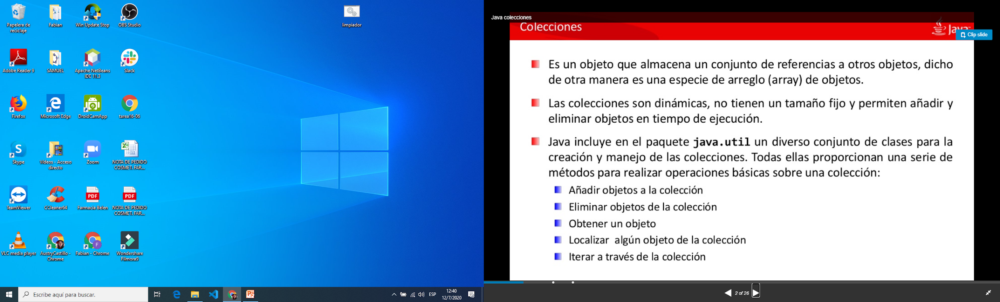 Papelera de
reciclaje
Fabian
Win Update Stop
OBS Studio
limpiador
Adobe Reader 9
SAMUEL
Apache NetBeans
IDE 11.3
Slack
Firefox
Microsoft Edge
DroidCamApp
tarea16-06
Skype
Vídeos - Acceso
directo
Zoom
NOTA DE PEDIDO
COSMET. FAR...
TeamViewer
CCleaner64
PDF
Farmacia Belen
PDF
NOTA DE PEDIDO
COSMET. FAR...
VLC media player
AustryCastillo -
Chrome
F
Fabian - Chrome
Wondershare
Filmora9
Escribe aquí para buscar.
ESP
12:40
12/7/2020
Java colecciones
Colecciones
Java
Clip slide
Es un objeto que almacena un conjunto de referencias a otros objetos, dicho
de otra manera es una especie de arreglo (array) de objetos.
Las colecciones son dinámicas, no tienen un tamaño fijo y permiten añadir y
eliminar objetos en tiempo de ejecución.
Java incluye en el paquete java.util un diverso conjunto de clases para la
creación y manejo de las colecciones. Todas ellas proporcionan una serie de
métodos para realizar operaciones básicas sobre una colección:
Añadir objetos a la colección
Eliminar objetos de la colección
Obtener un objeto
Localizar algún objeto de la colección
Iterar a través de la colección
2 of 26